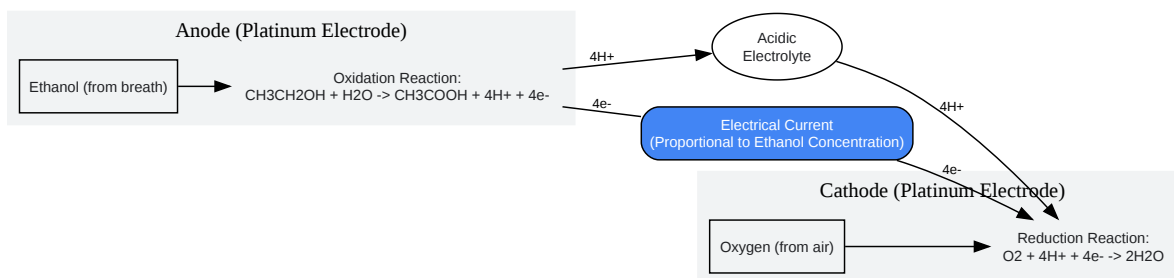 Anode (Platinum Electrode)
Ethanol (from breath)
Oxidation Reaction:
CH3CH2OH + H2O -> CH3COOH + 4H+ + 4e-
4H+
4e-
Acidic
Electrolyte
Electrical Current
(Proportional to Ethanol Concentration)
4H+
4e-
Cathode (Platinum Electrode)
Oxygen (from air)
Reduction Reaction:
O2 + 4H+ + 4e- -> 2H2O